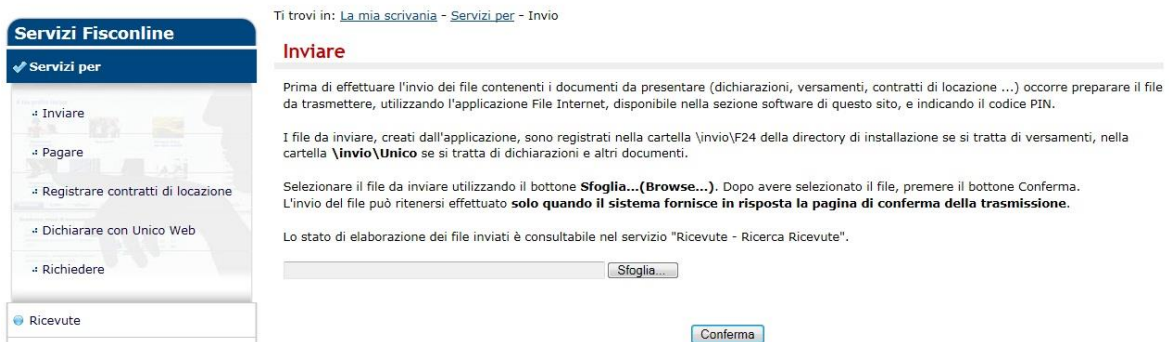 Ti trovi in: La mia scrivania - Servizi per - Invio
Servizi Fisconline
Servizi per
Inviare
Pagare
Registrare contratti di locazione
Dichiarare con Unico Web
Richiedere
Ricevute
Inviare
Prima di effettuare l'invio dei file contenenti i documenti da presentare (dichiarazioni, versamenti, contratti di locazione ...) occorre preparare il file
da trasmettere, utilizzando l'applicazione File Internet, disponibile nella sezione software di questo sito, e indicando il codice PIN.
I file da inviare, creati dall'applicazione, sono registrati nella cartella \invio\F24 della directory di installazione se si tratta di versamenti, nella
cartella \invio\Unico se si tratta di dichiarazioni e altri documenti.
Selezionare il file da inviare utilizzando il bottone Sfoglia...(Browse...). Dopo avere selezionato il file, premere il bottone Conferma.
L'invio del file può ritenersi effettuato solo quando il sistema fornisce in risposta la pagina di conferma della trasmissione.
Lo stato di elaborazione dei file inviati è consultabile nel servizio "Ricevute - Ricerca Ricevute".
Sfoglia...
Conferma